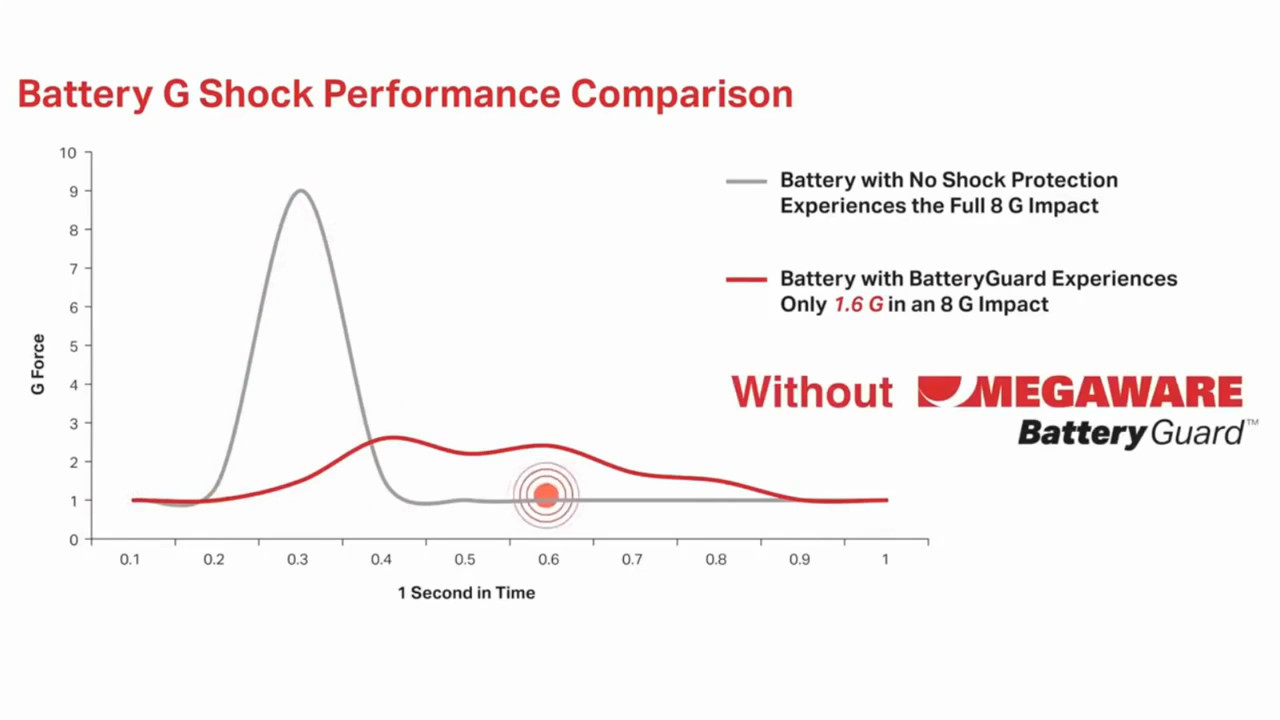 Battery G Shock Performance Comparison
10
9
8
7
6
5
4
3
2
1
0
G Force
0.1 0.2 0.3 0.4 0.5 0.6 0.7 0.8 0.9 1
1 Second in Time
Battery with No Shock Protection
Experiences the Full 8 G Impact
Battery with BatteryGuard Experiences
Only 1.6 G in an 8 G Impact
Without MEGAWARE
BatteryGuard™